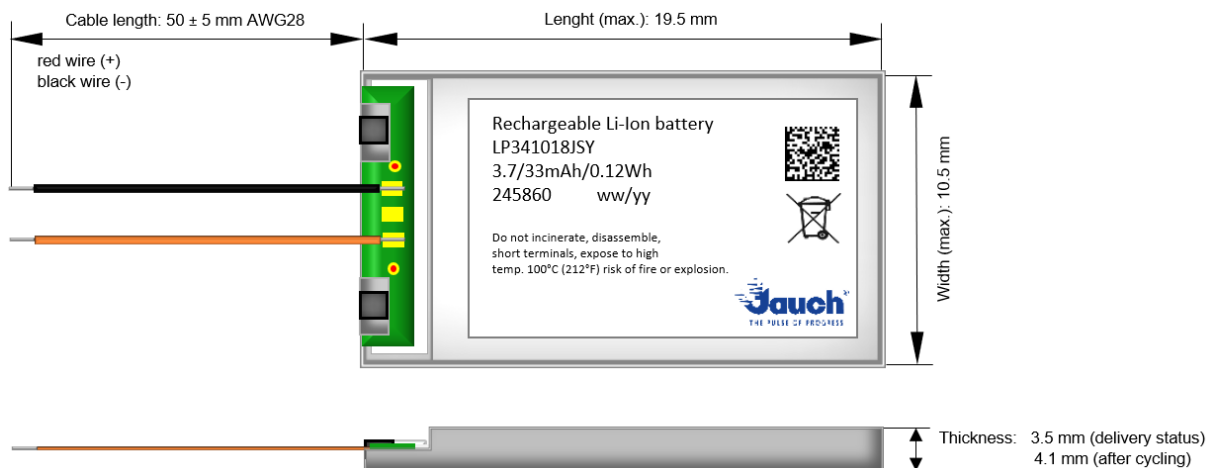 Cable length: 50 ± 5 mm AWG28
Lenght (max.): 19.5 mm
red wire (+)
black wire (-)
Rechargeable Li-Ion battery
LP341018JSY
3.7/33mAh/0.12Wh
245860 ww/yy
Do not incinerate, disassemble,
short terminals, expose to high
temp. 100°C (212°F) risk of fire or explosion.
Jauch
THE PULSE OF PROGRESS
Width (max.): 10.5 mm
Thickness: 3.5 mm (delivery status)
4.1 mm (after cycling)